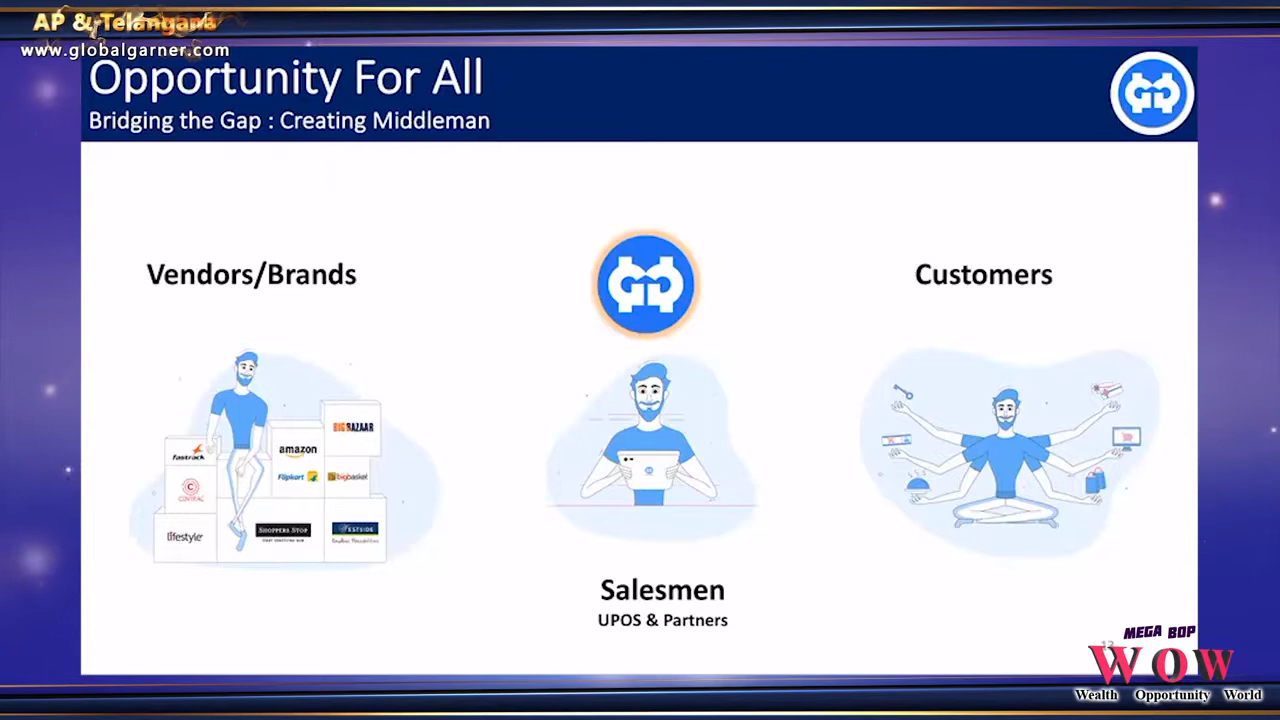 AP & Telangana
www.globalgarner.com
Opportunity For All
Bridging the Gap : Creating Middleman
Vendors/Brands
Customers
BIG BAZAAR
fastrack
amazon
Flipkart
bigbasket
CENTRAL
lifestyle
SHOPPERS STOP
WESTSIDE
Salesmen
UPOS & Partners
13
MEGA BOP
WOW
Wealth Opportunity World